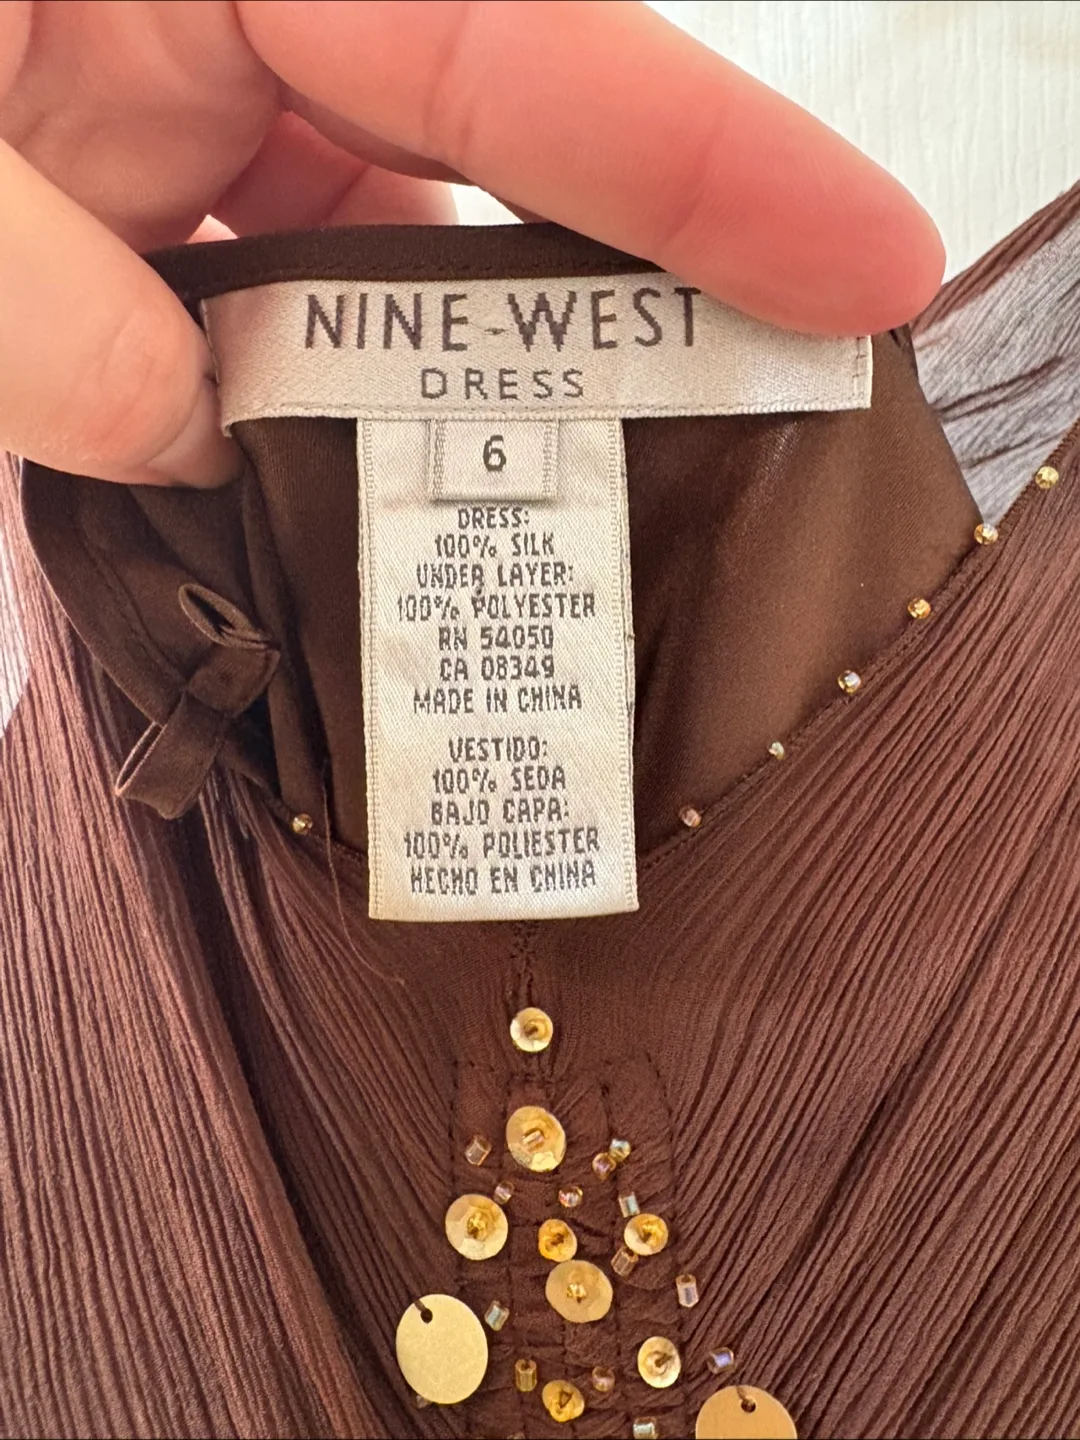 NINE-WEST
DRESS
6
DRESS:
100% SILK
UNDER LAYER:
100% POLYESTER
RN 54050
CA 08349
MADE IN CHINA
VESTIDO:
100% SEDA
BAJO CAPA:
100% POLIESTER
HECHO EN CHINA